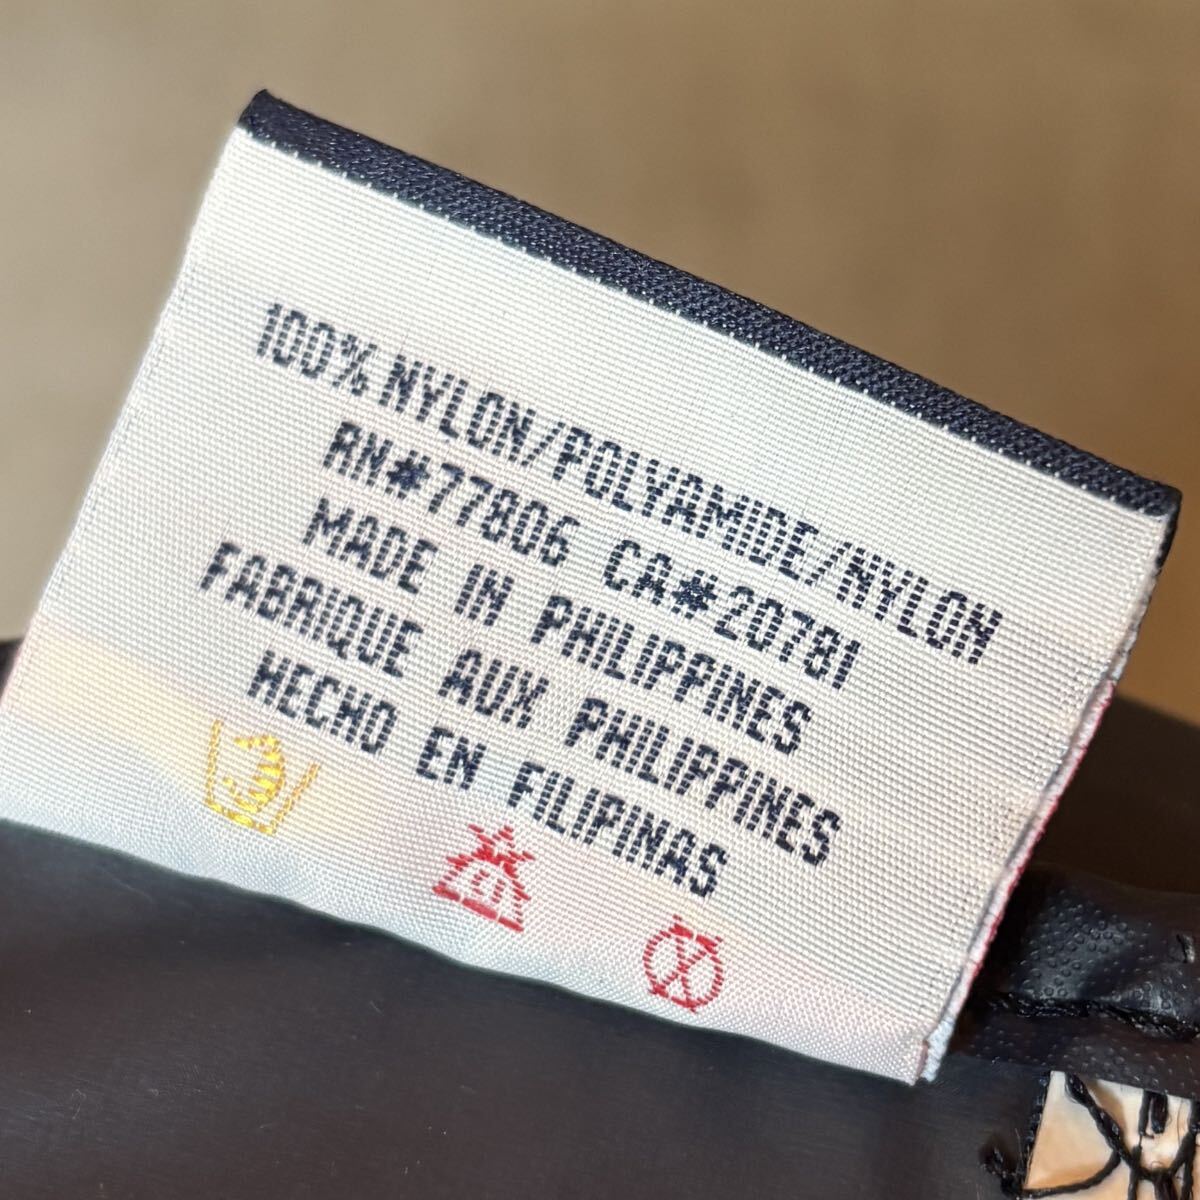 100% NYLON/POLYAMIDE/NYLON
RN#77806 CA#20781
MADE IN PHILIPPINES
FABRIQUE AUX PHILIPPINES
HECHO EN FILIPINAS